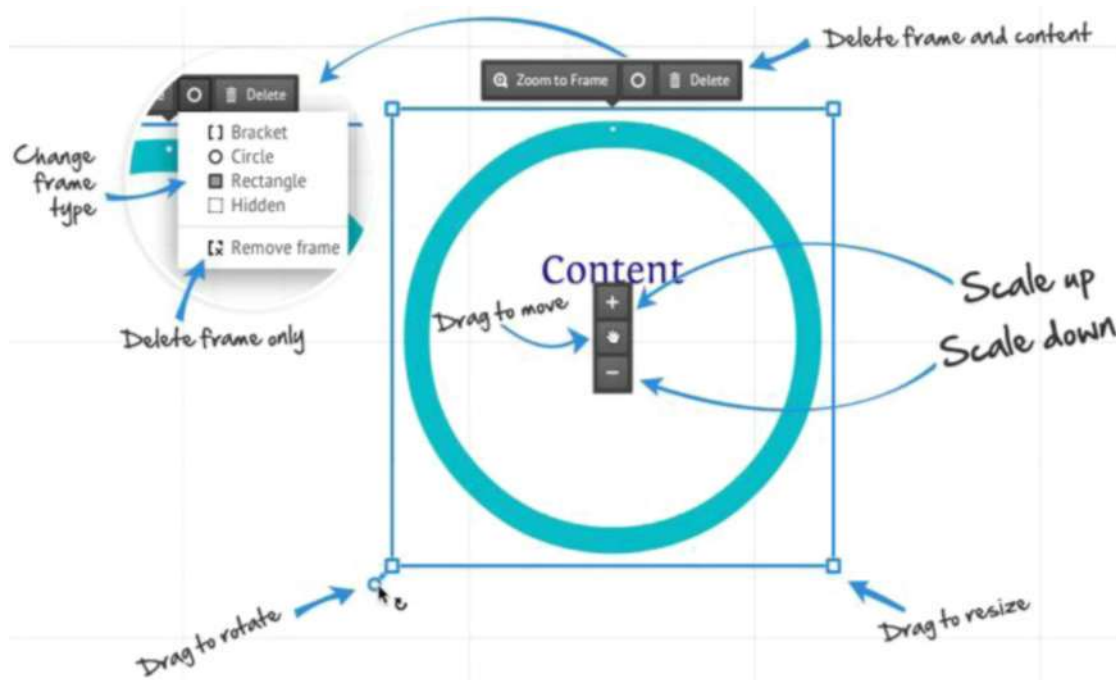 Delete frame and content
Zoom to Frame
Delete
Delete
Bracket
Circle
Rectangle
Hidden
Remove frame
Change
frame
type
Delete frame only
Content
Drag to move
Scale up
Scale down
Drag to rotate
Drag to resize